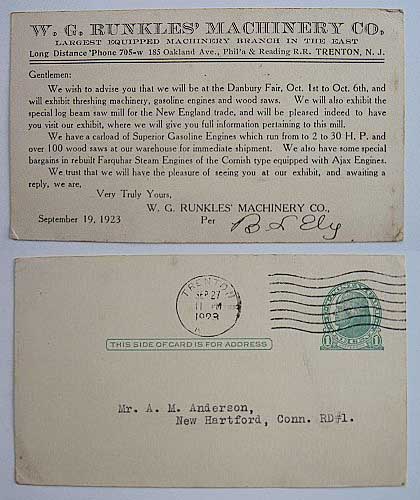 W. G. RUNKLES' MACHINERY CO.
LARGEST EQUIPPED MACHINERY BRANCH IN THE EAST
Long Distance 'Phone 705-w 185 Oakland Ave., Phil'a & Reading R.R. TRENTON, N. J.
Gentlemen:
We wish to advise you that we will be at the Danbury Fair, Oct. 1st to Oct. 6th, and
will exhibit threshing machinery, gasoline engines and wood saws. We will also exhibit the
special log beam saw mill for the New England trade, and will be pleased indeed to have
you visit our exhibit, where we will give you full information pertaining to this mill.
We have a carload of Superior Gasoline Engines which run from 2 to 30 H. P. and
over 100 wood saws at our warehouse for immediate shipment. We also have some special
bargains in rebuilt Farquhar Steam Engines of the Cornish type equipped with Ajax Engines.
We trust that we will have the pleasure of seeing you at our exhibit, and awaiting a
reply, we are,
Very Truly Yours,
W. G. RUNKLES' MACHINERY CO.,
September 19, 1923 Per B L Ely
TRENTON
SEP 27
11 PM
1923
THIS SIDE OF CARD IS FOR ADDRESS
1 1
Mr. A. M. Anderson,
New Hartford, Conn. RD#1.